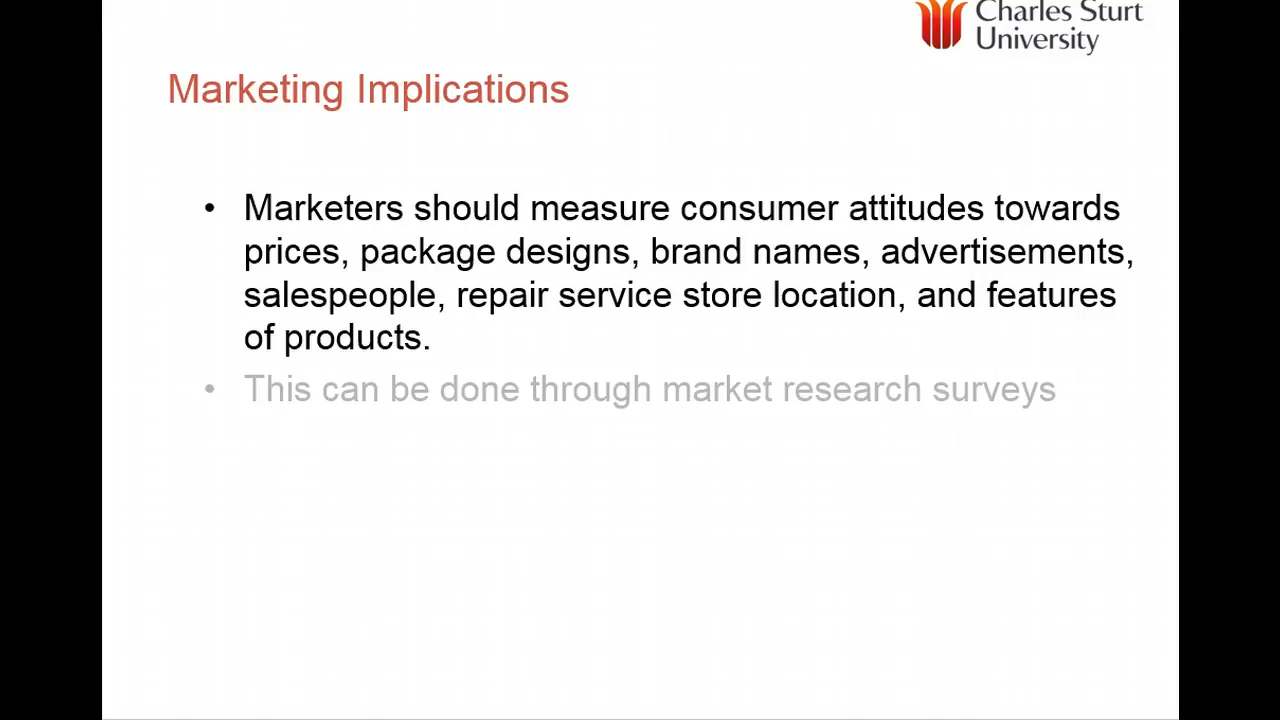 Charles Sturt
University
Marketing Implications
• Marketers should measure consumer attitudes towards
prices, package designs, brand names, advertisements,
salespeople, repair service store location, and features
of products.
• This can be done through market research surveys